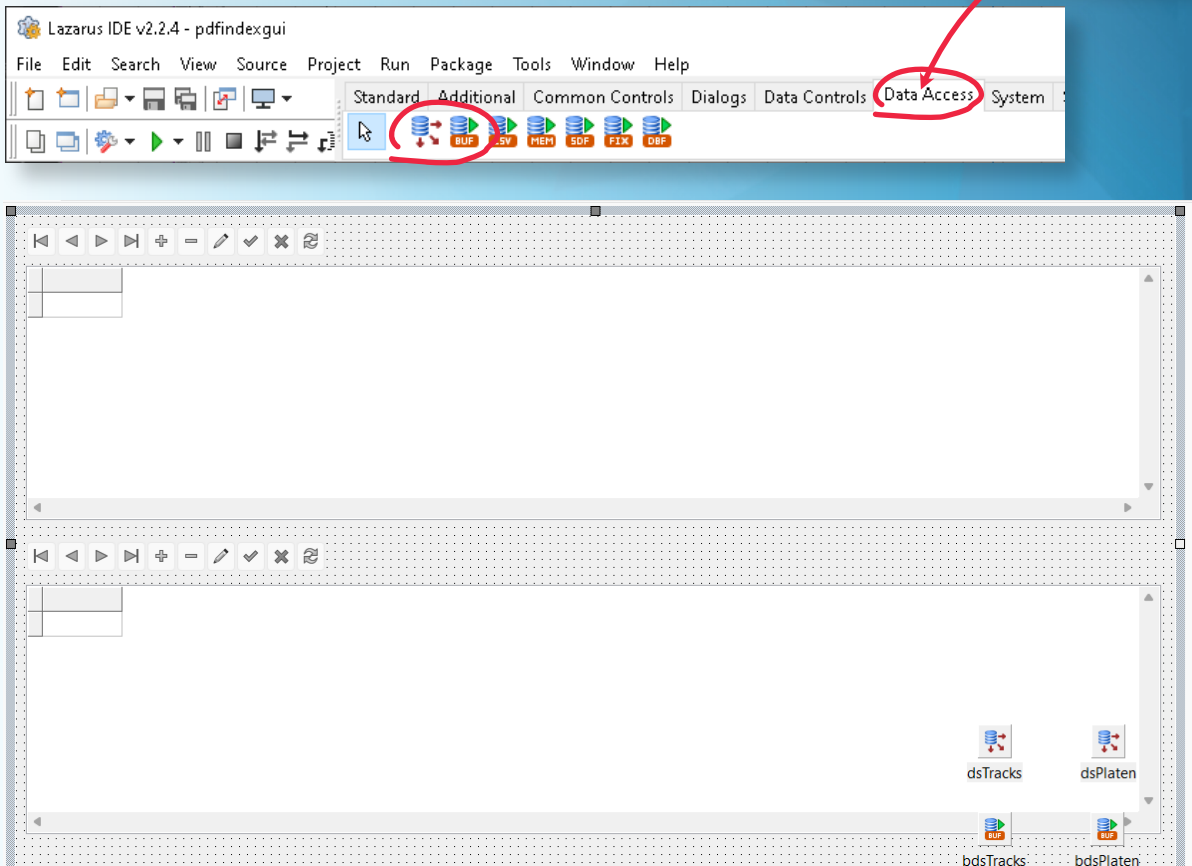 Lazarus IDE v2.2.4 - pdfindexgui
File Edit Search View Source Project Run Package Tools Window Help
Standard Additional Common Controls Dialogs Data Controls Data Access System
BUF CSV MEM SDF FIX DBF
dsTracks dsPlaten
BUF BUF
bdsTracks bdsPlaten